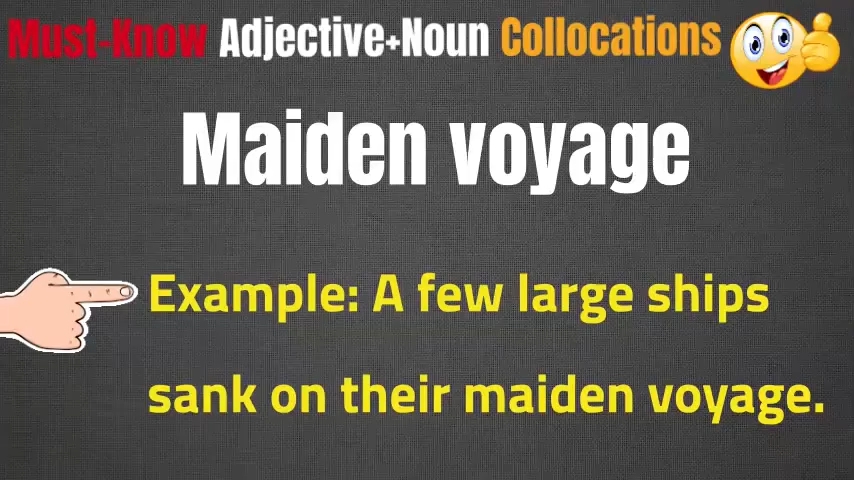 Must-Know Adjective+Noun Collocations
Maiden voyage
Example: A few large ships
sank on their maiden voyage.